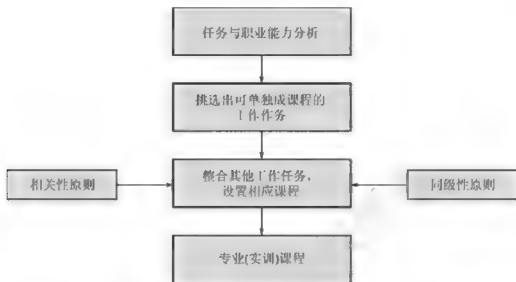 任务与职业能力分析
挑选出可单独成课程的
工作作务
相关性原则
整合其他工作任务,
设置相应课程
同级性原则
专业(实训)课程